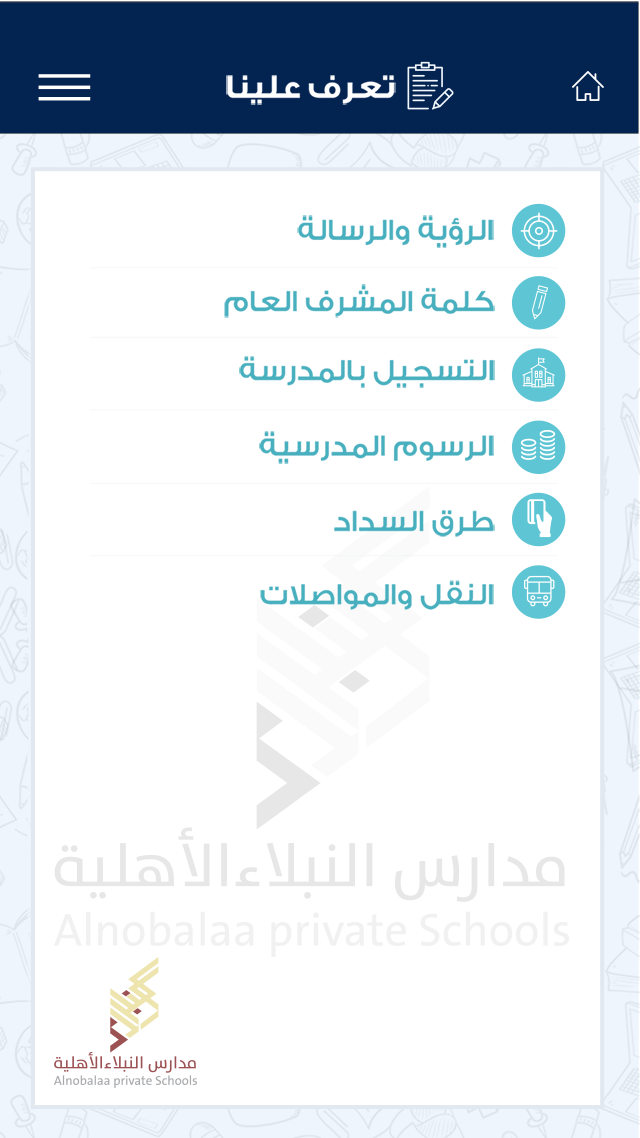 تعرف علينا
الرؤية والرسالة
كلمة المشرف العام
التسجيل بالمدرسة
الرسوم المدرسية
طرق السداد
النقل والمواصلات
مدارس النبلاء الأهلية
Alnobalaa private Schools
مدارس النبلاء الأهلية
Alnobalaa private Schools